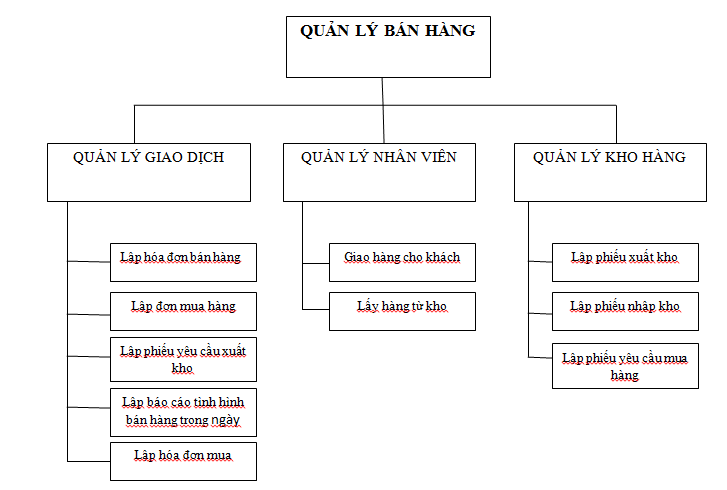 QUẢN LÝ BÁN HÀNG
QUẢN LÝ GIAO DỊCH
Lập hóa đơn bán hàng
Lập đơn mua hàng
Lập phiếu yêu cầu xuất
kho
Lập báo cáo tình hình
bán hàng trong ngày
Lập hóa đơn mua
QUẢN LÝ NHÂN VIÊN
Giao hàng cho khách
Lấy hàng từ kho
QUẢN LÝ KHO HÀNG
Lập phiếu xuất kho
Lập phiếu nhập kho
Lập phiếu yêu cầu mua
hàng